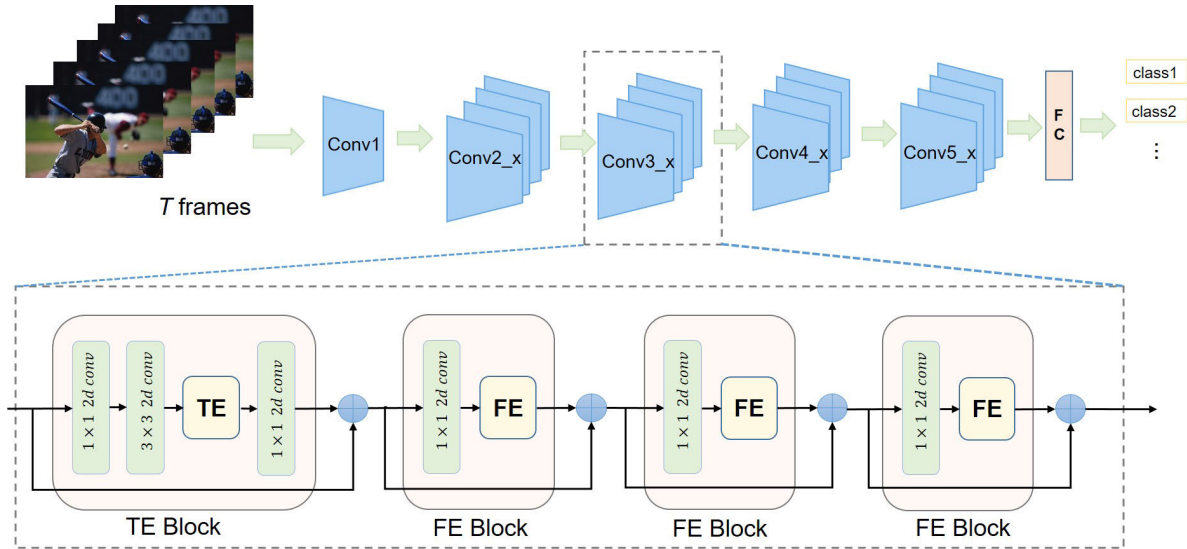 400
T frames
Conv1
Conv2_x
Conv3_x
Conv4_x
Conv5_x
F
C
class1
class2
⋮
1 × 1 2d conv
3 × 3 2d conv
TE
1 × 1 2d conv
TE Block
1 × 1 2d conv
FE
FE Block
1 × 1 2d conv
FE
FE Block
1 × 1 2d conv
FE
FE Block